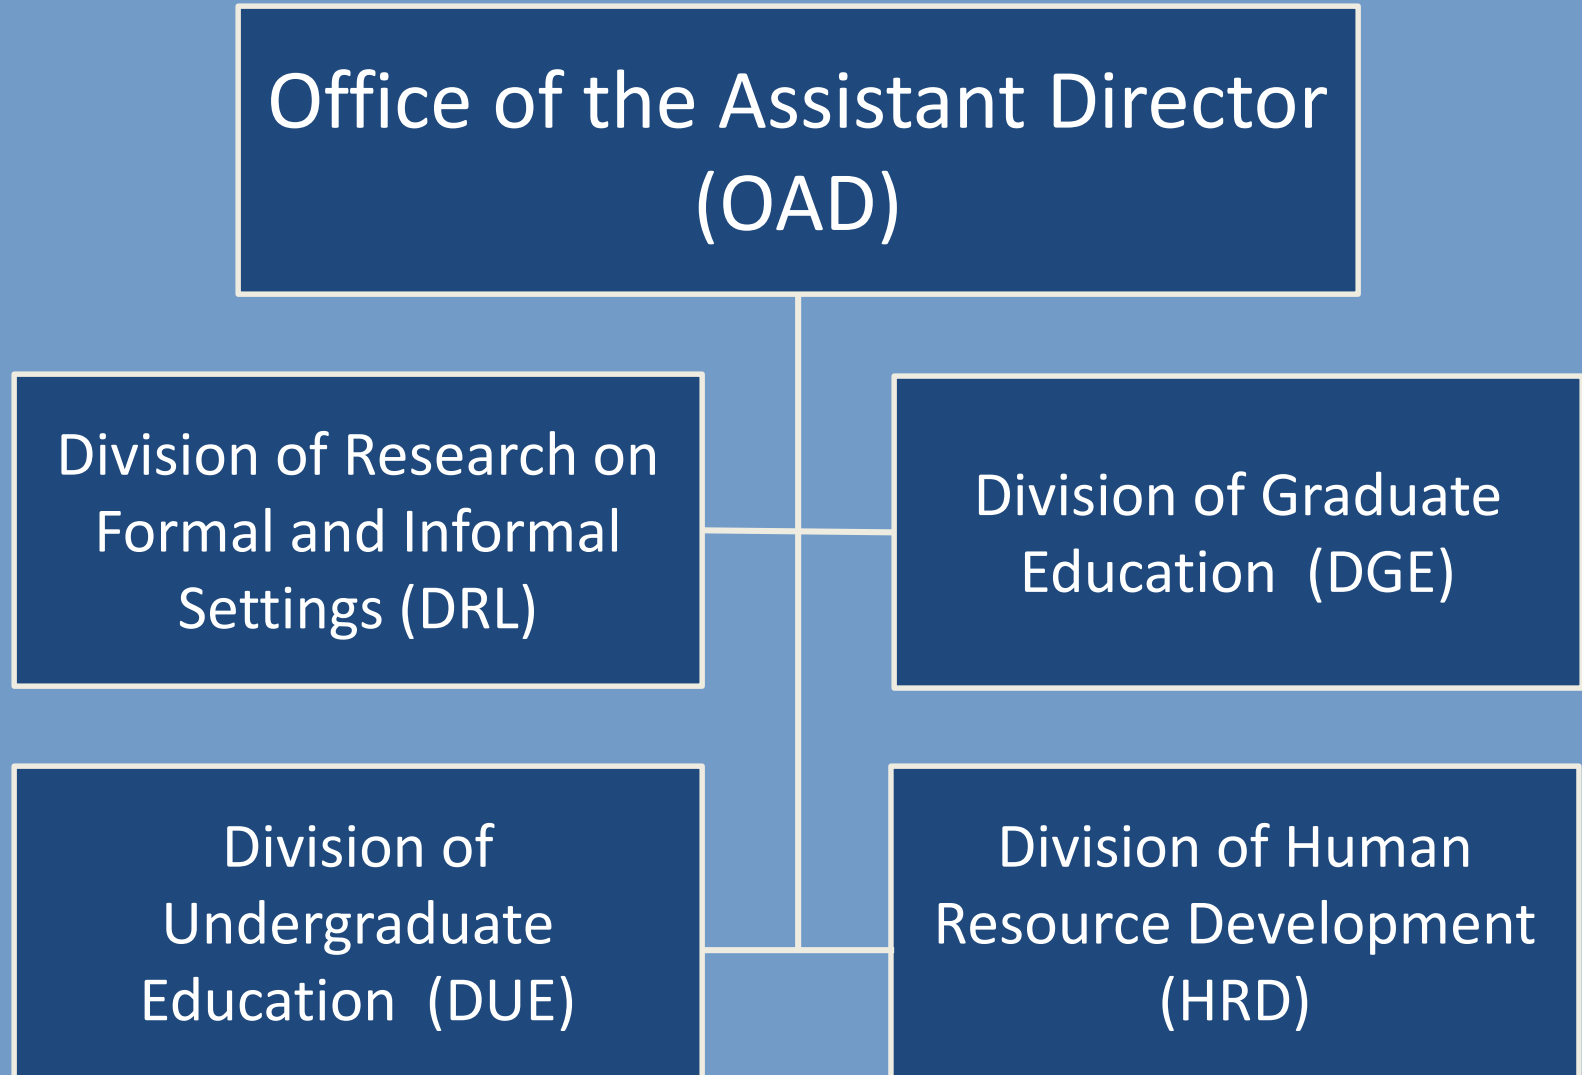 Office of the Assistant Director
(OAD)
Division of Research on
Formal and Informal
Settings (DRL)
Division of Graduate
Education  (DGE)
Division of
Undergraduate
Education  (DUE)
Division of Human
Resource Development
(HRD)